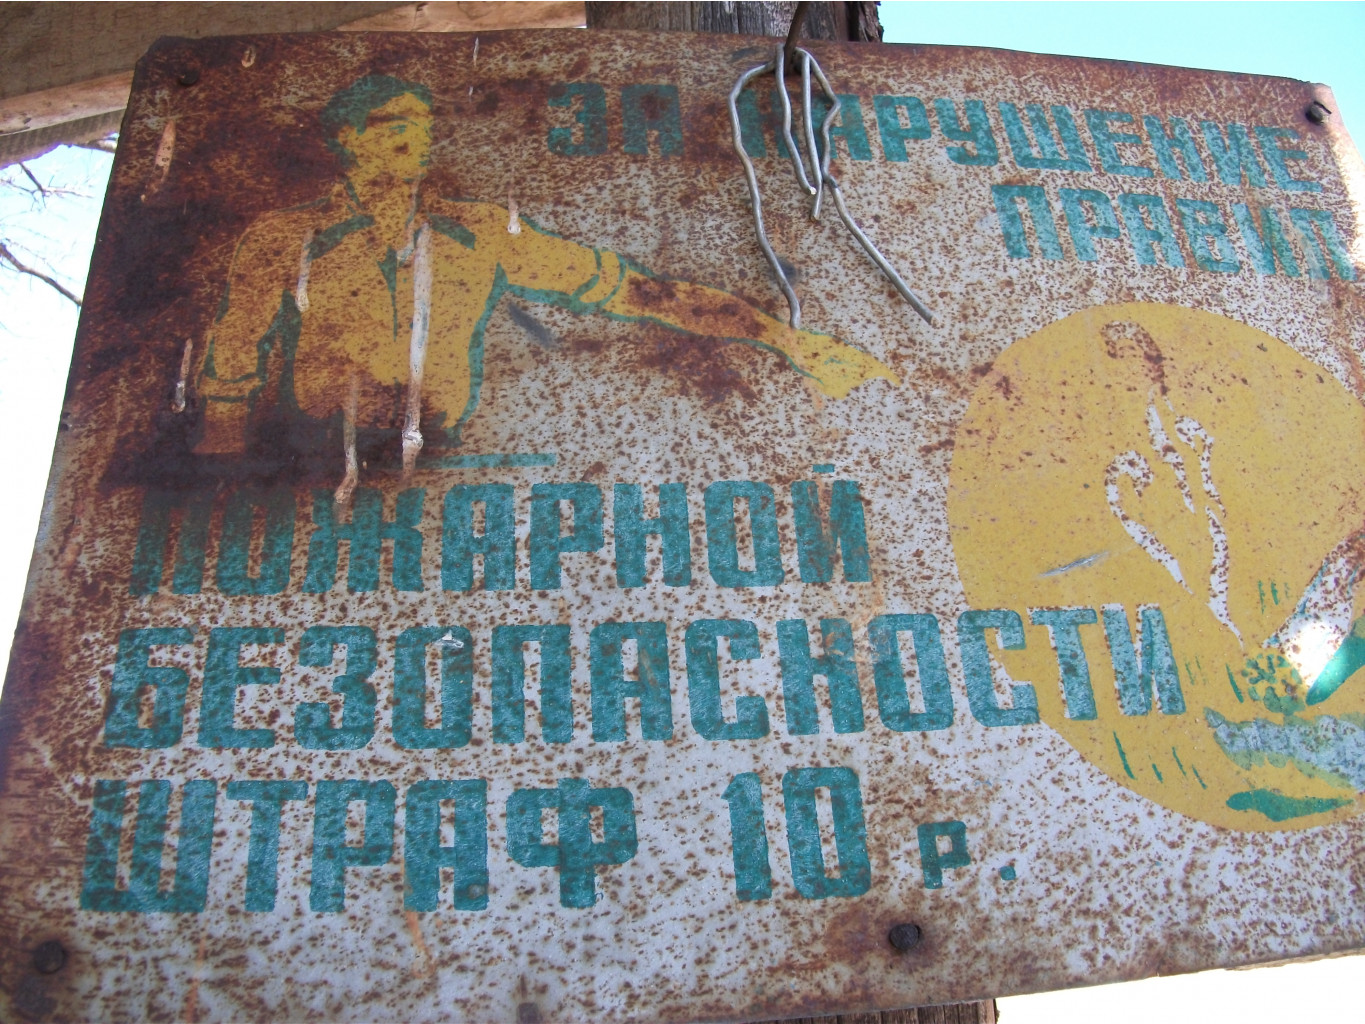 ЗА НАРУШЕНИЕ
ПРАВИЛ
ПОЖАРНОЙ
БЕЗОПАСНОСТИ
ШТРАФ 10 р.